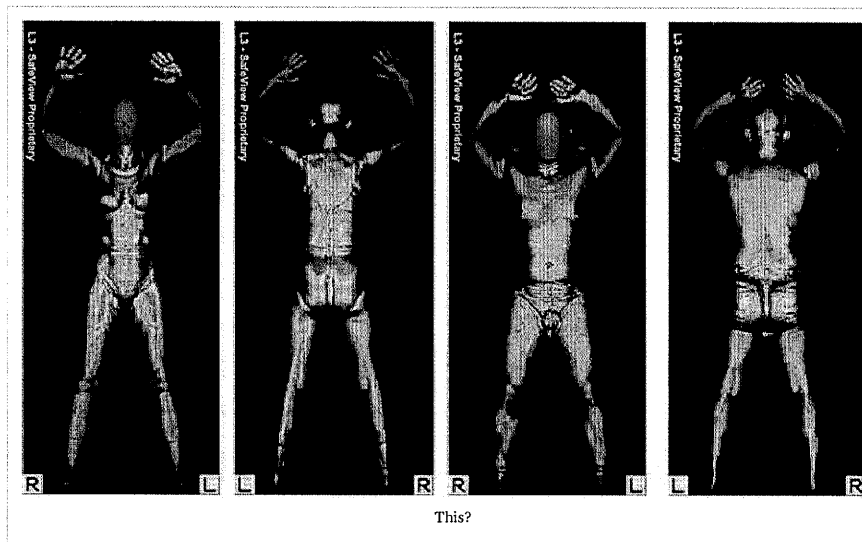 L3 - SafeView Proprietary
L3 - SafeView Proprietary
L3 - SafeView Proprietary
L3 - SafeView Proprietary
R L
L R
R L
L R
This?